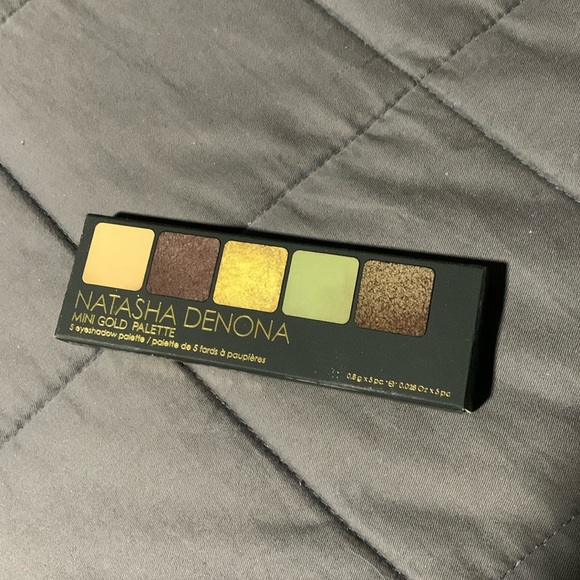 NATASHA DENONA
MINI GOLD PALETTE
5 eyeshadow palette / palette de 5 fards à paupières
0.8 g x 5 pc "℮" 0.028 Oz x 5 pc